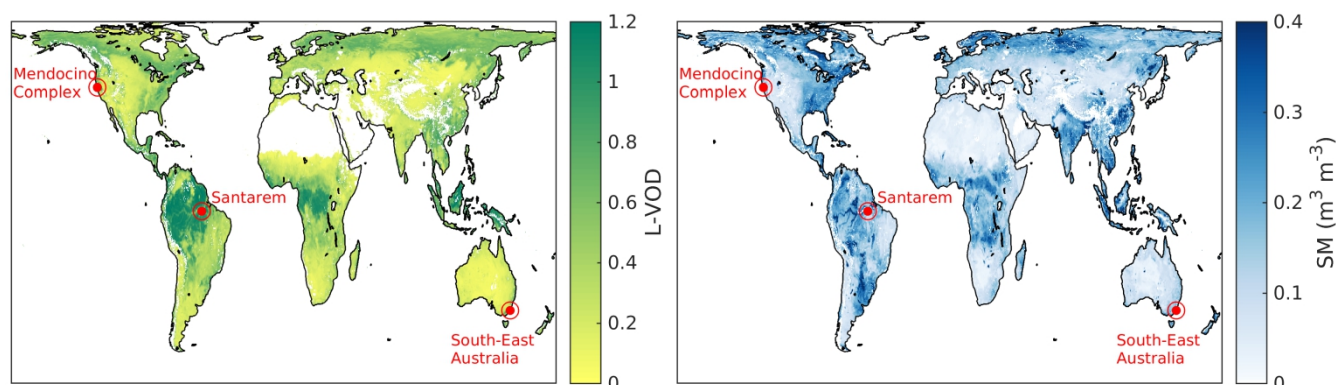 Mendocino
Complex
Santarem
South-East
Australia
1.2
1
0.8
0.6
0.4
0.2
0
L-VOD
Mendocino
Complex
Santarem
South-East
Australia
0.4
0.3
0.2
0.1
0
SM (m³ m⁻³)